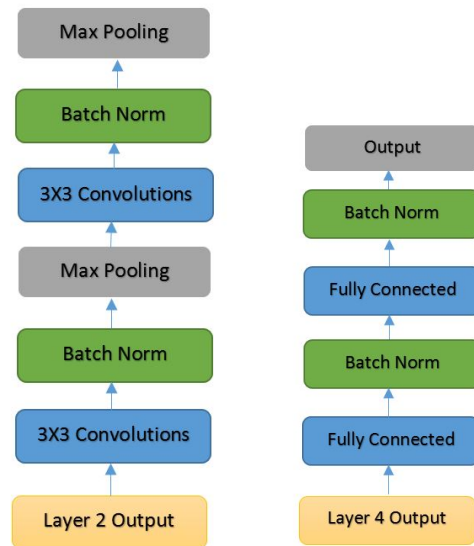 Max Pooling
Batch Norm
3X3 Convolutions
Max Pooling
Batch Norm
3X3 Convolutions
Layer 2 Output
Output
Batch Norm
Fully Connected
Batch Norm
Fully Connected
Layer 4 Output